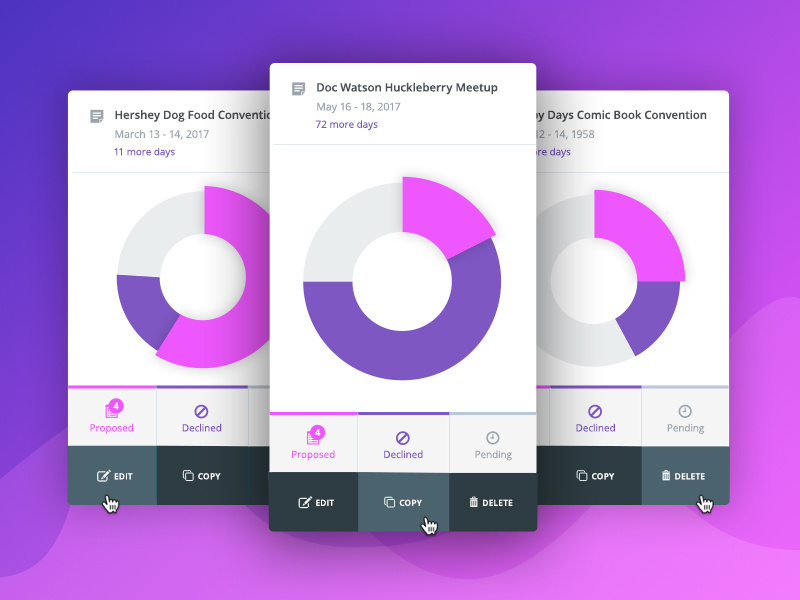 Hershey Dog Food
March 13 - 14, 2017
11 more days
4
Proposed
Declined
EDIT
COPY
Doc Watson Huckleberry Meetup
May 16 - 18, 2017
72 more days
4
Proposed
Declined
Pending
EDIT
COPY
DELETE
Days Comic Book Convention
12 - 14, 1958
days
Declined
Pending
COPY
DELETE